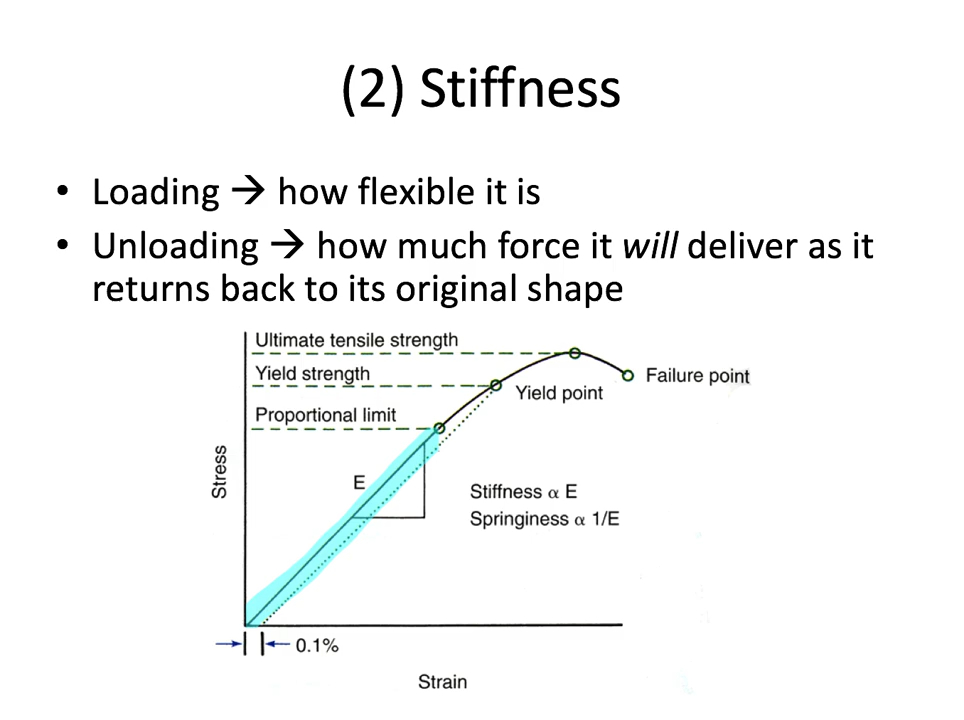 (2) Stiffness
• Loading → how flexible it is
• Unloading → how much force it will deliver as it
returns back to its original shape
Ultimate tensile strength
Yield strength
Failure point
Yield point
Proportional limit
Stress
E
Stiffness α E
Springiness α 1/E
0.1%
Strain